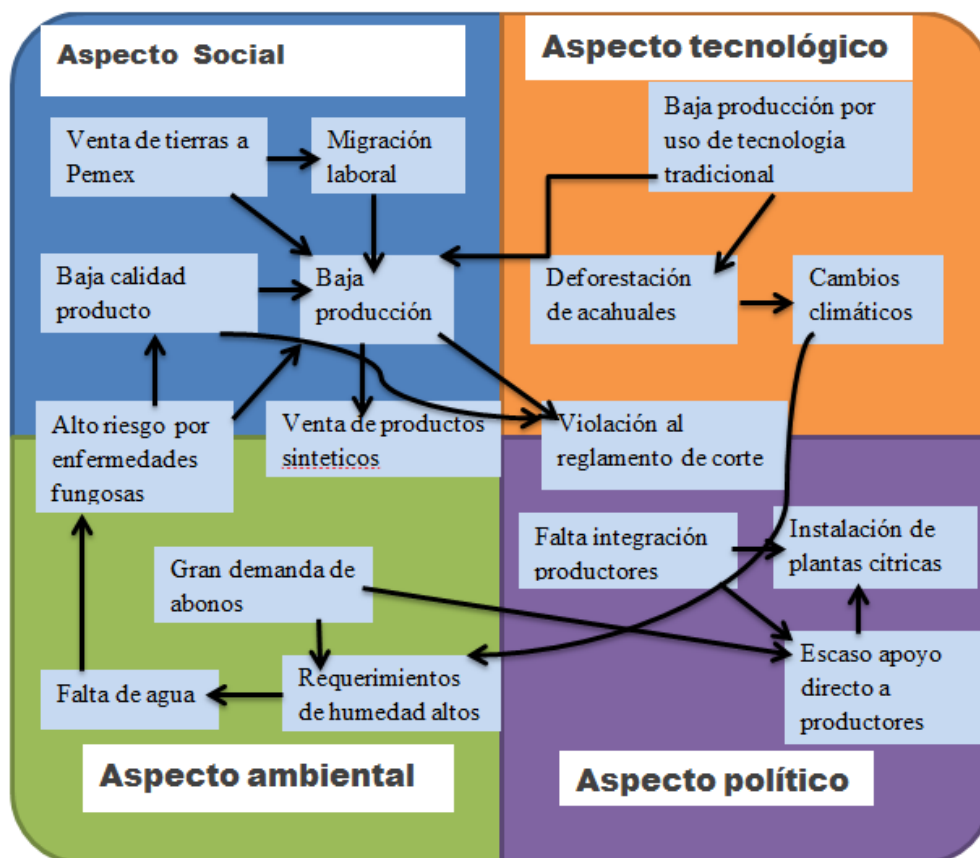 Aspecto Social
Venta de tierras a
Pemex
Migración
laboral
Baja calidad
producto
Baja
producción
Alto riesgo por
enfermedades
fungosas
Venta de productos
sinteticos
Aspecto tecnológico
Baja producción por
uso de tecnología
tradicional
Deforestación
de acahuales
Cambios
climáticos
Violación al
reglamento de corte
Gran demanda de
abonos
Falta de agua
Requerimientos
de humedad altos
Aspecto ambiental
Falta integración
productores
Instalación de
plantas cítricas
Escaso apoyo
directo a
productores
Aspecto político